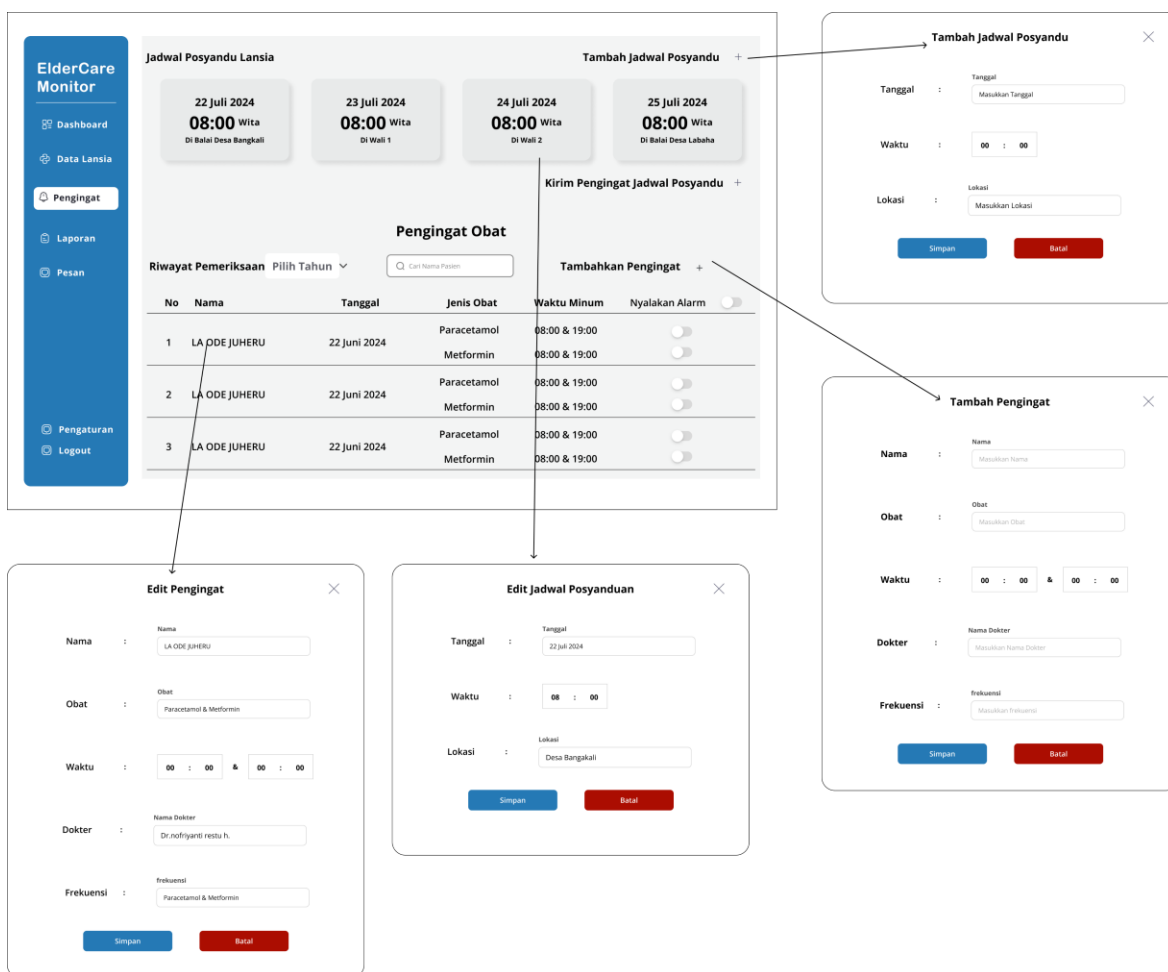 ElderCare
Monitor
Dashboard
Data Lansia
Pengingat
Laporan
Pesan
Pengaturan
Logout
Jadwal Posyandu Lansia
Tambah Jadwal Posyandu +
22 Juli 2024
08:00 Wita
Di Balai Desa Bangkali
23 Juli 2024
08:00 Wita
Di Wali 1
24 Juli 2024
08:00 Wita
Di Wali 2
25 Juli 2024
08:00 Wita
Di Balai Desa Labaha
Kirim Pengingat Jadwal Posyandu +
Pengingat Obat
Riwayat Pemeriksaan Pilih Tahun
Cari Nama Pasien
Tambahkan Pengingat +
No Nama Tanggal Jenis Obat Waktu Minum Nyalakan Alarm
1 LA ODE JUHERU 22 Juni 2024
Paracetamol 08:00 & 19:00
Metformin 08:00 & 19:00
2 LA ODE JUHERU 22 Juni 2024
Paracetamol 08:00 & 19:00
Metformin 08:00 & 19:00
3 LA ODE JUHERU 22 Juni 2024
Paracetamol 08:00 & 19:00
Metformin 08:00 & 19:00
Tambah Jadwal Posyandu
Tanggal
Tanggal : Masukkan Tanggal
Waktu : 00 : 00
Lokasi
Lokasi : Masukkan Lokasi
Simpan Batal
Tambah Pengingat
Nama
Nama : Masukkan Nama
Obat
Obat : Masukkan Obat
Waktu : 00 : 00 & 00 : 00
Nama Dokter
Dokter : Masukkan Nama Dokter
frekuensi
Frekuensi : Masukkan frekuensi
Simpan Batal
Edit Pengingat
Nama
Nama : LA ODE JUHERU
Obat
Obat : Paracetamol & Metformin
Waktu : 00 : 00 & 00 : 00
Nama Dokter
Dokter : Dr.nofriyanti restu h.
frekuensi
Frekuensi : Paracetamol & Metformin
Simpan Batal
Edit Jadwal Posyanduan
Tanggal
Tanggal : 22 Juli 2024
Waktu : 08 : 00
Lokasi
Lokasi : Desa Bangakali
Simpan Batal